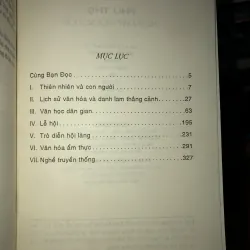 MỤC LỤC
Cùng Bạn Đọc 5
I. Thiên nhiên và con người 7
II. Lịch sử văn hóa và danh lam thắng cảnh 27
III. Văn học dân gian 63
IV. Lễ hội 195
V. Trò diễn hội làng 231
VI. Văn hóa ẩm thực 291
VII. Nghề truyền thống 327